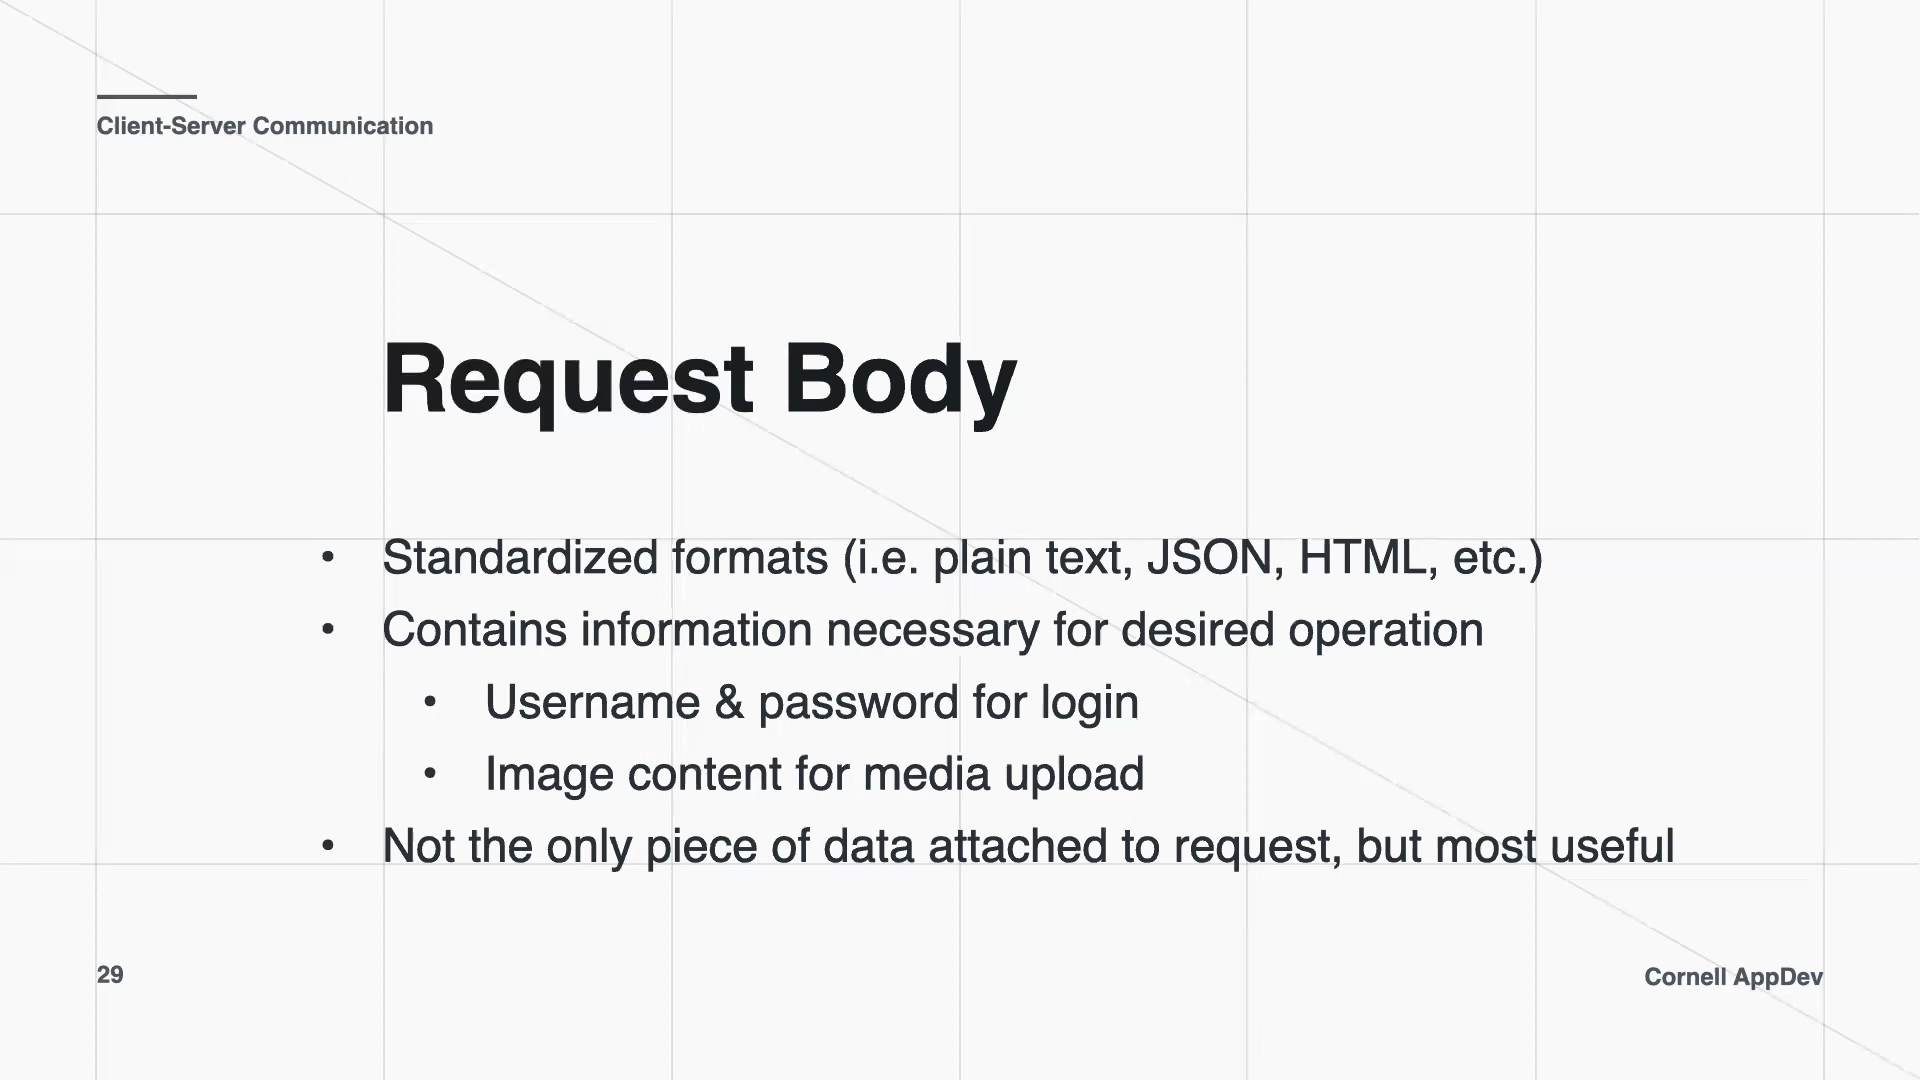 Client-Server Communication
Request Body
• Standardized formats (i.e. plain text, JSON, HTML, etc.)
• Contains information necessary for desired operation
• Username & password for login
• Image content for media upload
• Not the only piece of data attached to request, but most useful
29
Cornell AppDev